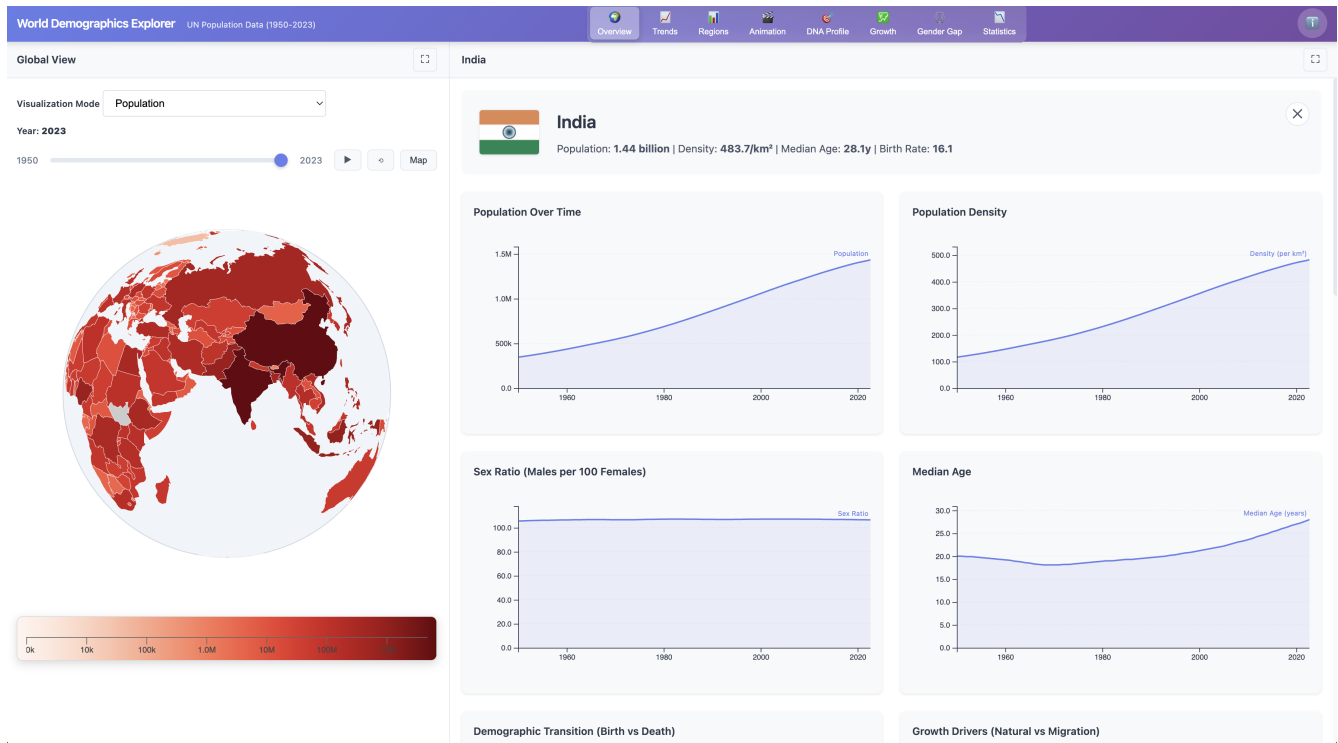 World Demographics Explorer UN Population Data (1950-2023)
Overview Trends Regions Animation DNA Profile Growth Gender Gap Statistics
Global View
Visualization Mode Population
Year: 2023
1950 2023 Map
0k 10k 100k 1.0M 10M 100M
India
India
Population: 1.44 billion | Density: 483.7/km² | Median Age: 28.1y | Birth Rate: 16.1
Population Over Time
Population
1.5M
1.0M
500k
0.0
1960 1980 2000 2020
Population Density
Density (per km²)
500.0
400.0
300.0
200.0
100.0
0.0
1960 1980 2000 2020
Sex Ratio (Males per 100 Females)
Sex Ratio
100.0
80.0
60.0
40.0
20.0
0.0
1960 1980 2000 2020
Median Age
Median Age (years)
30.0
25.0
20.0
15.0
10.0
5.0
0.0
1960 1980 2000 2020
Demographic Transition (Birth vs Death)
Growth Drivers (Natural vs Migration)